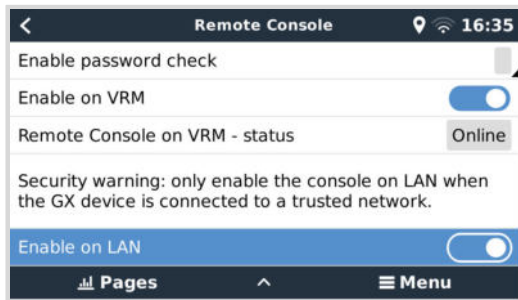 Remote Console
16:35
Enable password check
Enable on VRM
Remote Console on VRM - status
Online
Security warning: only enable the console on LAN when
the GX device is connected to a trusted network.
Enable on LAN
Pages
Menu